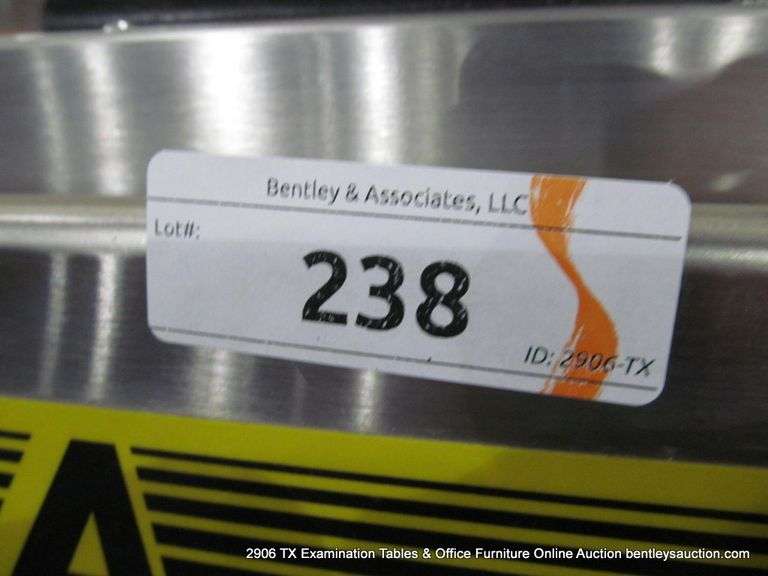 Bentley & Associates, LLC
Lot#:
238
ID: 2906-TX
A
2906 TX Examination Tables & Office Furniture Online Auction bentleysauction.com